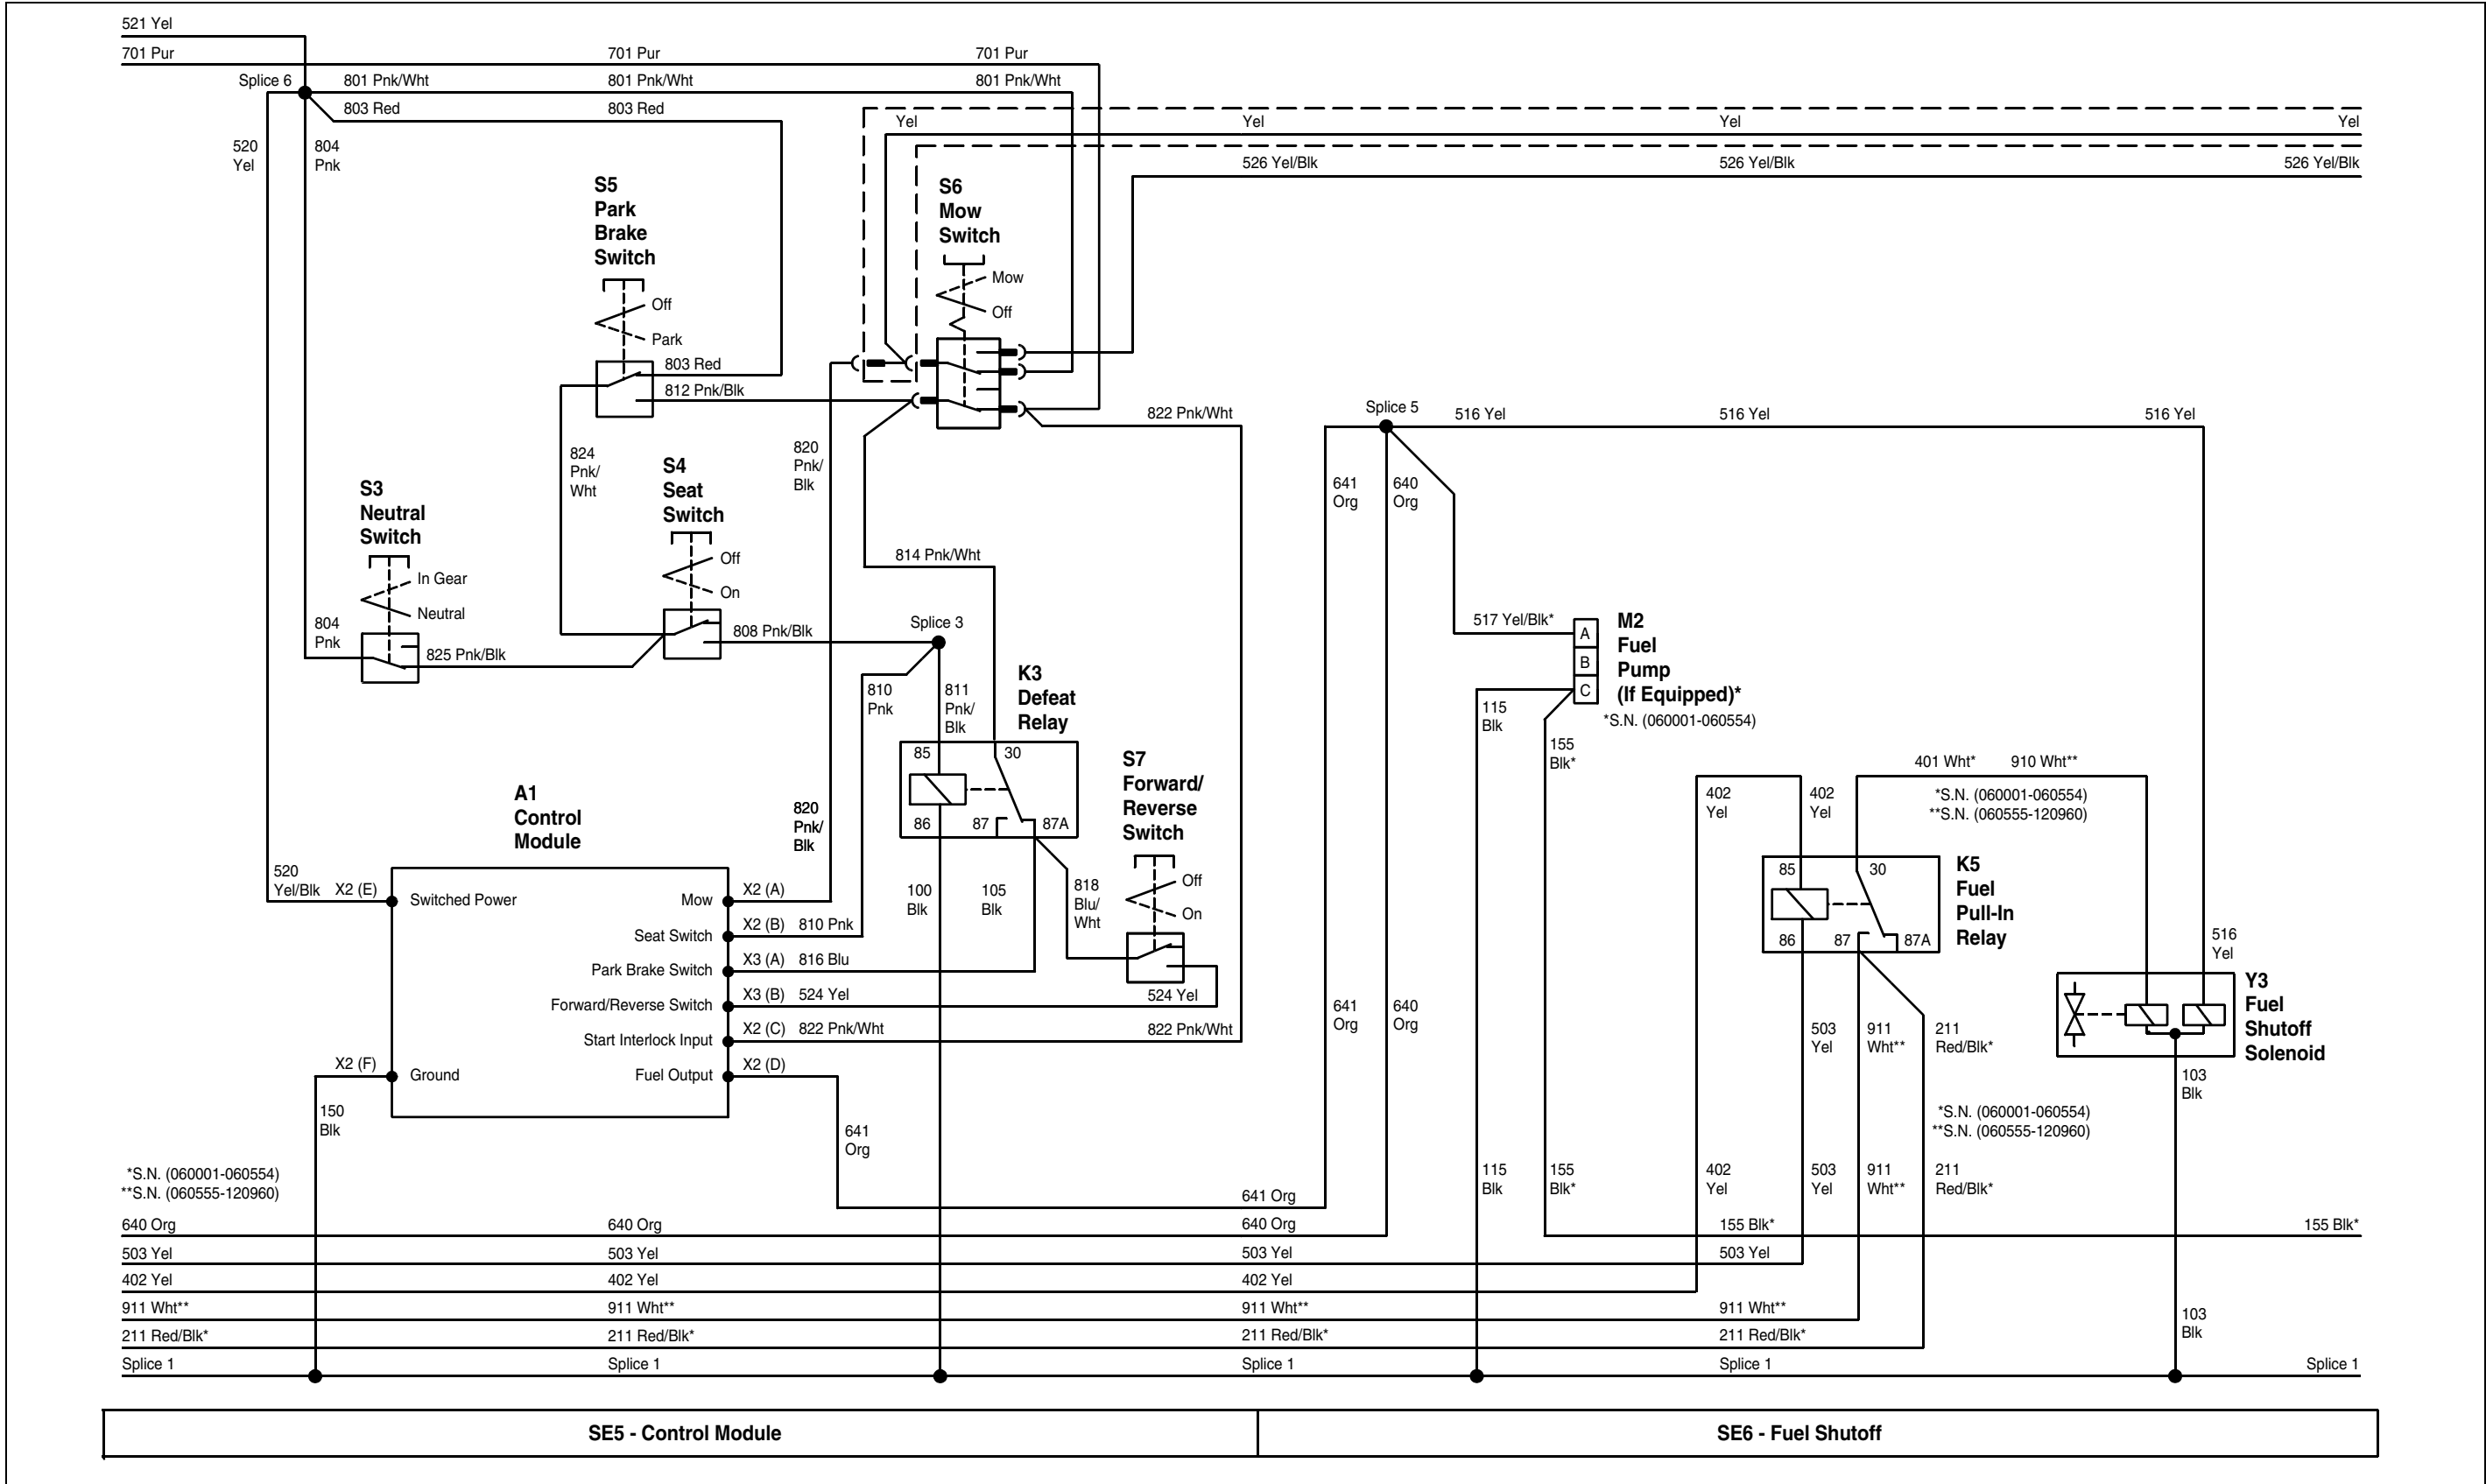 521 Yel
701 Pur 701 Pur 701 Pur
Splice 6 801 Pnk/Wht 801 Pnk/Wht 801 Pnk/Wht
803 Red 803 Red
Yel Yel Yel Yel
520
Yel
804
Pnk
526 Yel/Blk 526 Yel/Blk 526 Yel/Blk
S5
Park
Brake
Switch
Off
Park
S6
Mow
Switch
Mow
Off
803 Red
812 Pnk/Blk
822 Pnk/Wht
Splice 5
516 Yel 516 Yel 516 Yel
824
Pnk/
Wht
820
Pnk/
Blk
641
Org
640
Org
S3
Neutral
Switch
In Gear
Neutral
S4
Seat
Switch
Off
On
814 Pnk/Wht
804
Pnk
825 Pnk/Blk
808 Pnk/Blk
Splice 3
517 Yel/Blk*
A
B
C
M2
Fuel
Pump
(If Equipped)*
*S.N. (060001-060554)
810
Pnk
811
Pnk/
Blk
K3
Defeat
Relay
115
Blk
155
Blk*
85 30
86 87 87A
S7
Forward/
Reverse
Switch
Off
On
401 Wht* 910 Wht**
*S.N. (060001-060554)
**S.N. (060555-120960)
402
Yel
402
Yel
A1
Control
Module
820
Pnk/
Blk
85 30
86 87 87A
K5
Fuel
Pull-In
Relay
520
Yel/Blk X2 (E)
Switched Power
Mow X2 (A)
Seat Switch X2 (B) 810 Pnk
Park Brake Switch X3 (A) 816 Blu
Forward/Reverse Switch X3 (B) 524 Yel 524 Yel
Start Interlock Input X2 (C) 822 Pnk/Wht 822 Pnk/Wht
X2 (F) Ground
Fuel Output X2 (D)
100
Blk
105
Blk
818
Blu/
Wht
516
Yel
Y3
Fuel
Shutoff
Solenoid
641
Org
640
Org
503
Yel
911
Wht**
211
Red/Blk*
103
Blk
150
Blk
641
Org
*S.N. (060001-060554)
**S.N. (060555-120960)
*S.N. (060001-060554)
**S.N. (060555-120960)
115
Blk
155
Blk*
402
Yel
503
Yel
911
Wht**
211
Red/Blk*
641 Org
640 Org 640 Org 640 Org 155 Blk* 155 Blk*
503 Yel 503 Yel 503 Yel 503 Yel
402 Yel 402 Yel 402 Yel
911 Wht** 911 Wht** 911 Wht** 911 Wht**
103
Blk
211 Red/Blk* 211 Red/Blk* 211 Red/Blk* 211 Red/Blk*
Splice 1 Splice 1 Splice 1 Splice 1 Splice 1
SE5 - Control Module SE6 - Fuel Shutoff